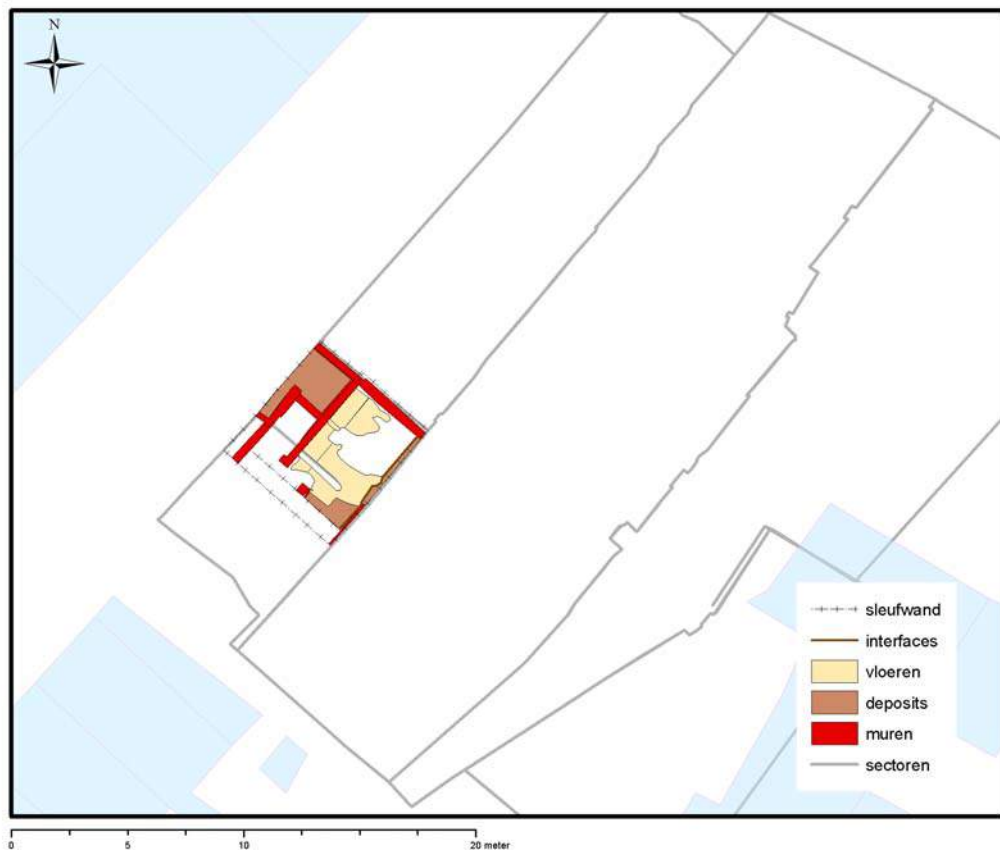 N
sleufwand
interfaces
vloeren
deposits
muren
sectoren
0 5 10 20 meter